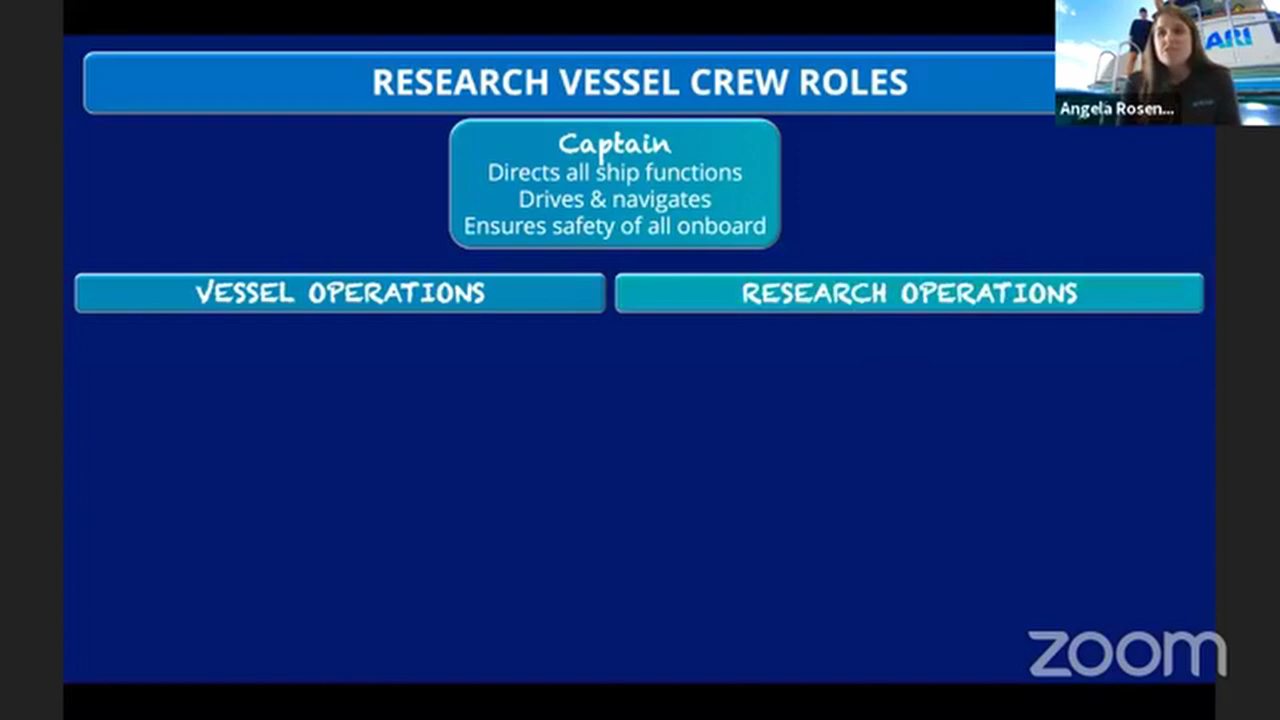 RESEARCH VESSEL CREW ROLES
ARI
Angela Rosen...
Captain
Directs all ship functions
Drives & navigates
Ensures safety of all onboard
VESSEL OPERATIONS
RESEARCH OPERATIONS
zoom